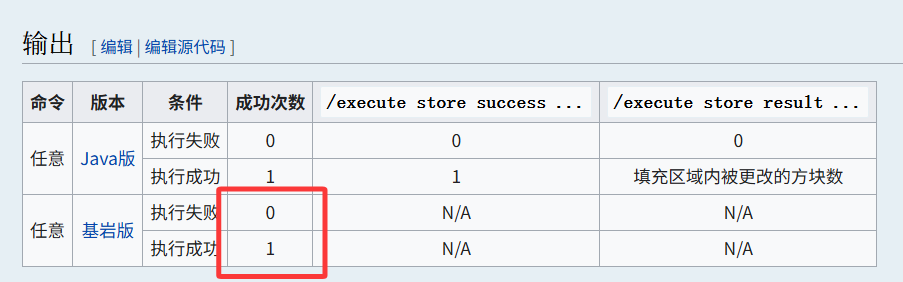 输出 [ 编辑 | 编辑源代码 ]
命令 版本 条件 成功次数 /execute store success ... /execute store result ...
任意 Java版 执行失败 0 0 0
执行成功 1 1 填充区域内被更改的方块数
任意 基岩版 执行失败 0 N/A N/A
执行成功 1 N/A N/A